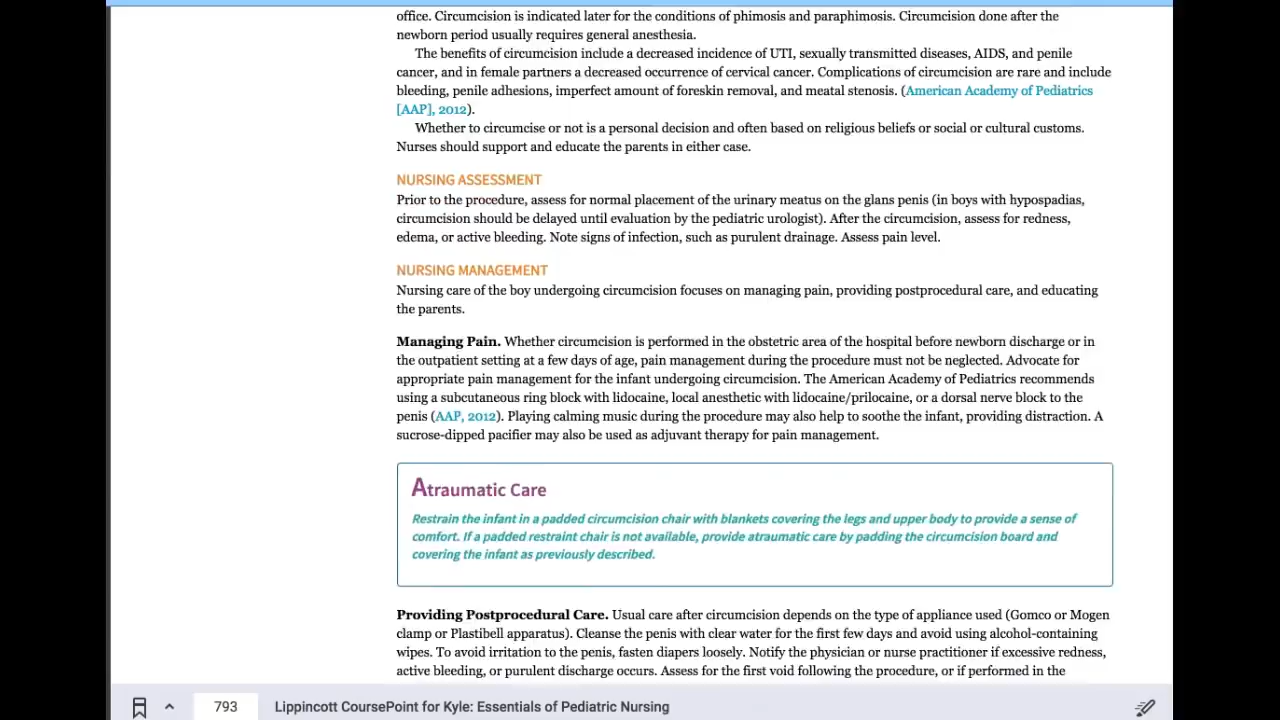 office. Circumcision is indicated later for the conditions of phimosis and paraphimosis. Circumcision done after the
newborn period usually requires general anesthesia.
The benefits of circumcision include a decreased incidence of UTI, sexually transmitted diseases, AIDS, and penile
cancer, and in female partners a decreased occurrence of cervical cancer. Complications of circumcision are rare and include
bleeding, penile adhesions, imperfect amount of foreskin removal, and meatal stenosis. (American Academy of Pediatrics
[AAP], 2012).
Whether to circumcise or not is a personal decision and often based on religious beliefs or social or cultural customs.
Nurses should support and educate the parents in either case.
NURSING ASSESSMENT
Prior to the procedure, assess for normal placement of the urinary meatus on the glans penis (in boys with hypospadias,
circumcision should be delayed until evaluation by the pediatric urologist). After the circumcision, assess for redness,
edema, or active bleeding. Note signs of infection, such as purulent drainage. Assess pain level.
NURSING MANAGEMENT
Nursing care of the boy undergoing circumcision focuses on managing pain, providing postprocedural care, and educating
the parents.
Managing Pain. Whether circumcision is performed in the obstetric area of the hospital before newborn discharge or in
the outpatient setting at a few days of age, pain management during the procedure must not be neglected. Advocate for
appropriate pain management for the infant undergoing circumcision. The American Academy of Pediatrics recommends
using a subcutaneous ring block with lidocaine, local anesthetic with lidocaine/prilocaine, or a dorsal nerve block to the
penis (AAP, 2012). Playing calming music during the procedure may also help to soothe the infant, providing distraction. A
sucrose-dipped pacifier may also be used as adjuvant therapy for pain management.
Atraumatic Care
Restrain the infant in a padded circumcision chair with blankets covering the legs and upper body to provide a sense of
comfort. If a padded restraint chair is not available, provide atraumatic care by padding the circumcision board and
covering the infant as previously described.
Providing Postprocedural Care. Usual care after circumcision depends on the type of appliance used (Gomco or Mogen
clamp or Plastibell apparatus). Cleanse the penis with clear water for the first few days and avoid using alcohol-containing
wipes. To avoid irritation to the penis, fasten diapers loosely. Notify the physician or nurse practitioner if excessive redness,
active bleeding, or purulent discharge occurs. Assess for the first void following the procedure, or if performed in the
793 Lippincott CoursePoint for Kyle: Essentials of Pediatric Nursing